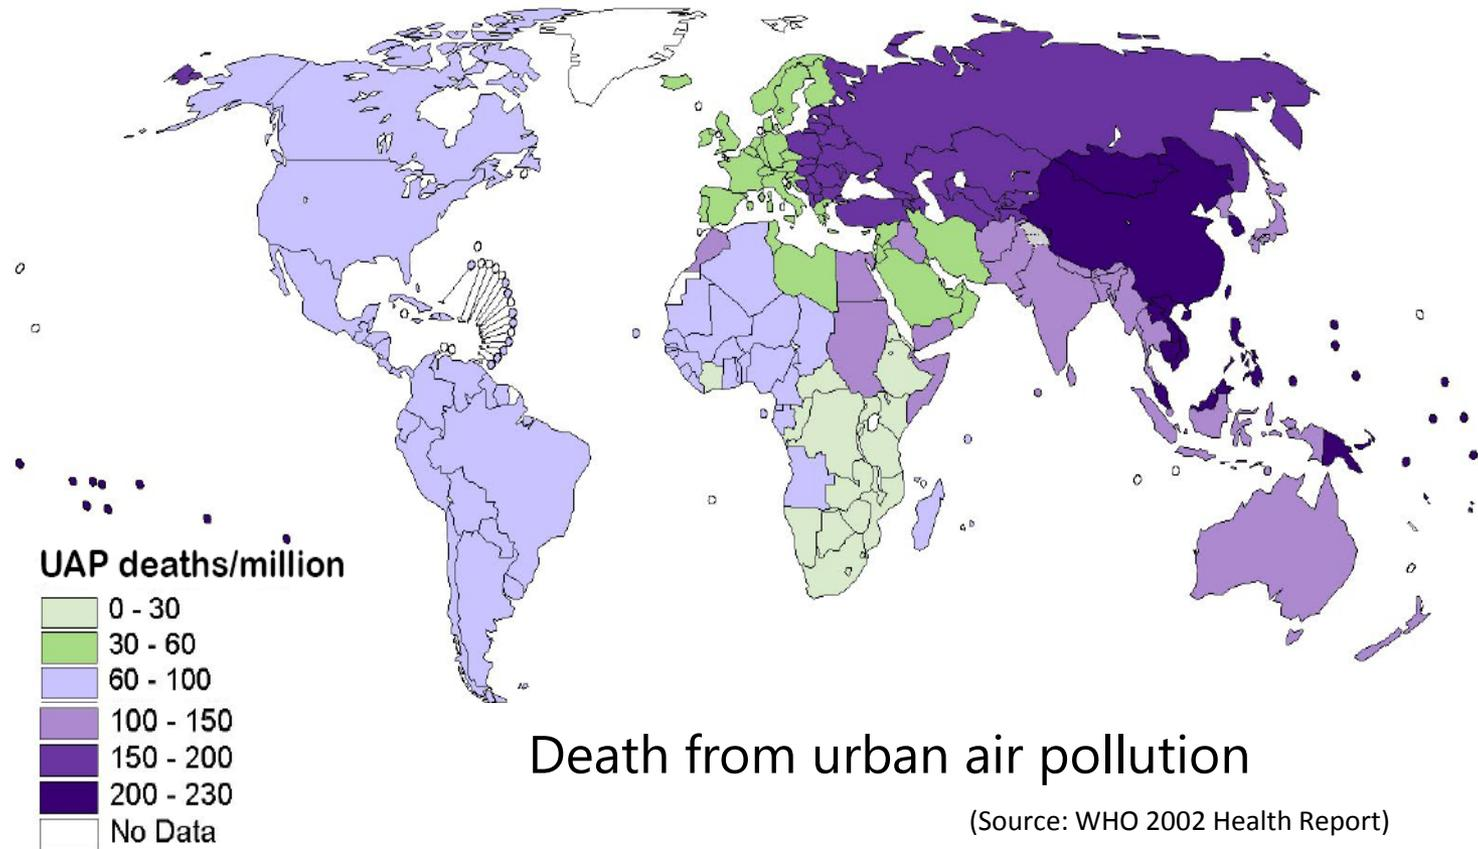 UAP deaths/million
0 - 30
30 - 60
60 - 100
100 - 150
150 - 200
200 - 230
No Data
Death from urban air pollution
(Source: WHO 2002 Health Report)